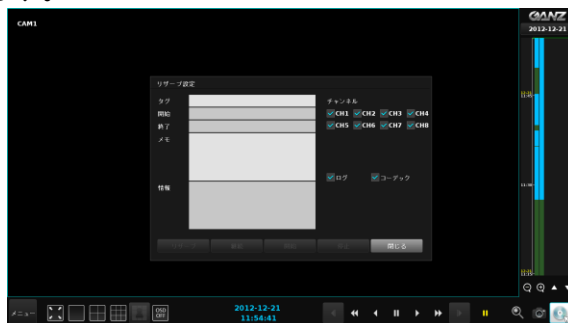 CAM1
GANZ
2012-12-21
リザーブ設定
タグ
開始
終了
メモ
情報
チャンネル
CH1 CH2 CH3 CH4
CH5 CH6 CH7 CH8
ログ コーデック
閉じる
メニュー
OSD
OFF
2012-12-21
11:54:41